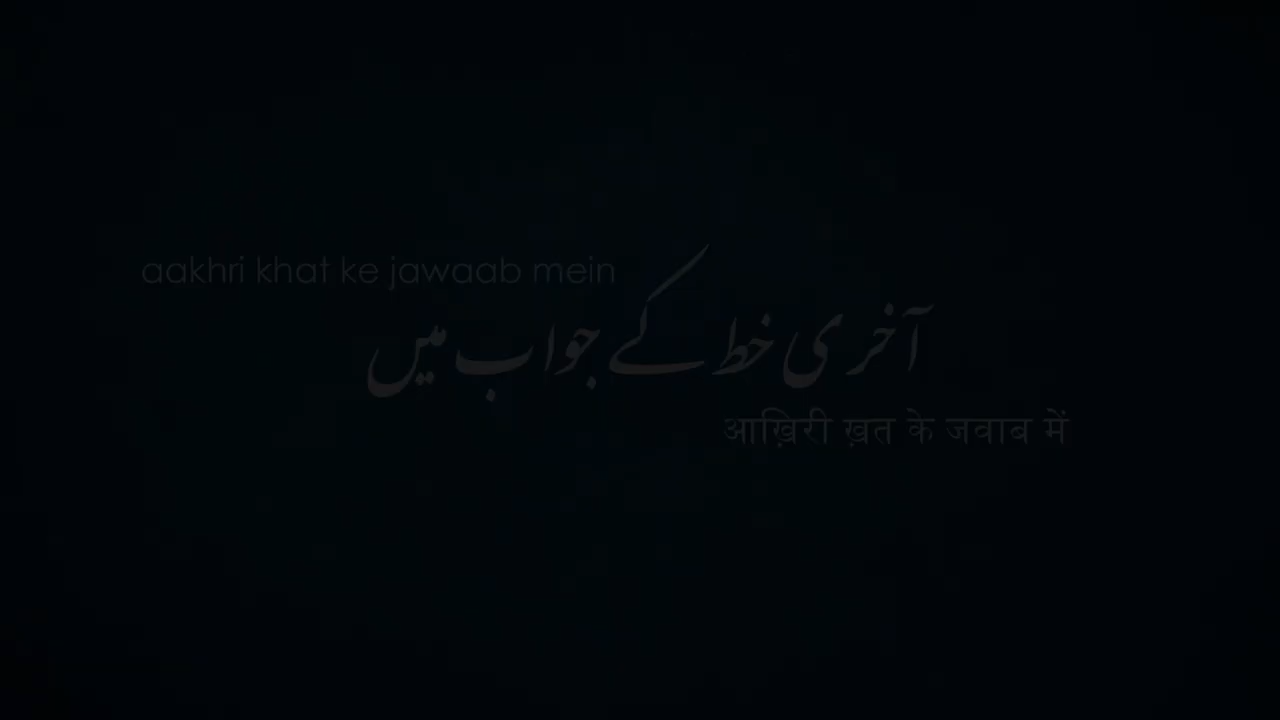 aakhri khat ke jawaab mein
آخری خط کے جواب میں
आख़िरी ख़त के जवाब में